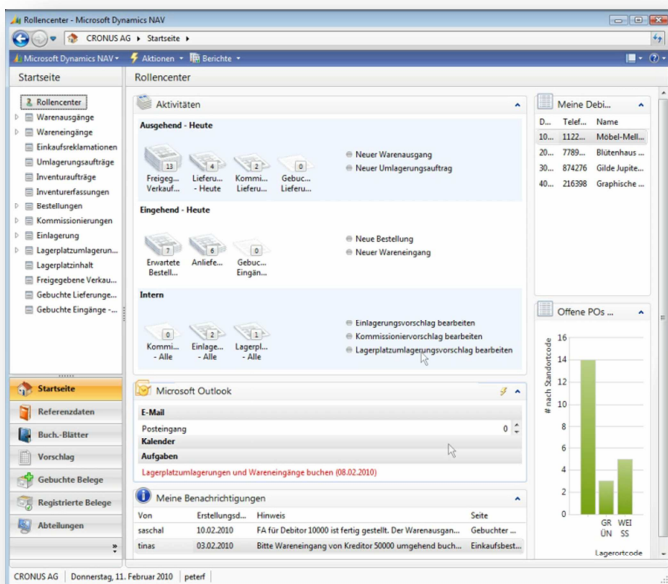 Rollencenter - Microsoft Dynamics NAV
CRONUS AG ▸ Startseite ▸
Microsoft Dynamics NAV Aktionen Berichte
Startseite
Rollencenter
Rollencenter
Warenausgänge
Wareneingänge
Einkaufsreklamationen
Umlagerungsaufträge
Inventuraufträge
Inventurerfassungen
Bestellungen
Kommissionierungen
Einlagerung
Lagerplatzumlagerun...
Lagerplatzinhalt
Freigegebene Verkau...
Gebuchte Lieferunge...
Gebuchte Eingänge -...
Startseite
Referenzdaten
Buch.-Blätter
Vorschlag
Gebuchte Belege
Registrierte Belege
Abteilungen
Aktivitäten
Ausgehend - Heute
13 4 2 0
Freigeg... Lieferu... Kommi... Gebuc...
Verkauf... - Heute Lieferu... Lieferu...
Neuer Warenausgang
Neuer Umlagerungsauftrag
Eingehend - Heute
7 6 0
Erwartete Anliefe... Gebuc...
Bestell... Eingän...
Neue Bestellung
Neuer Wareneingang
Intern
0 2 1
Kommi... Einlage... Lagerpl...
- Alle - Alle - Alle
Einlagerungsvorschlag bearbeiten
Kommissioniervorschlag bearbeiten
Lagerplatzumlagerungsvorschlag bearbeiten
Microsoft Outlook
E-Mail
Posteingang 0
Kalender
Aufgaben
Lagerplatzumlagerungen und Wareneingänge buchen (08.02.2010)
Meine Benachrichtigungen
Von Erstellungsd... Hinweis Seite
saschal 10.02.2010 FA für Debitor 10000 ist fertig gestellt. Der Warenausgan... Gebuchter ...
tinas 03.02.2010 Bitte Wareneingang von Kreditor 50000 umgehend buch... Einkaufsbest...
Meine Debi...
D... Telef... Name
10... 1122... Möbel-Mell...
20... 7789... Blütenhaus ...
30... 874276 Gilde Jupite...
40... 216398 Graphische ...
Offene POs ...
# nach Standortcode
16
14
12
10
8
6
4
2
0
GR WEI
ÜN SS
Lagerortcode
CRONUS AG Donnerstag, 11. Februar 2010 peterf